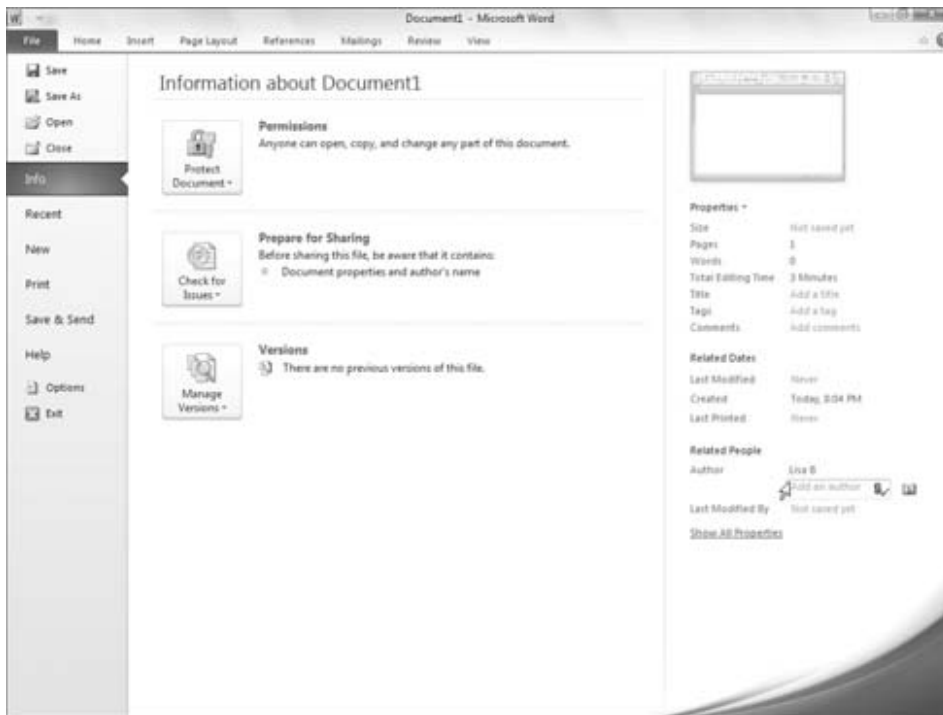 Document1 - Microsoft Word
File Home Insert Page Layout References Mailings Review View
Save
Save As
Open
Close
Info
Recent
New
Print
Save & Send
Help
Options
Exit
Information about Document1
Protect
Document
Permissions
Anyone can open, copy, and change any part of this document.
Check for
Issues
Prepare for Sharing
Before sharing this file, be aware that it contains:
Document properties and author's name
Manage
Versions
Versions
There are no previous versions of this file.
Properties
Size Not saved yet
Pages 1
Words 0
Total Editing Time 3 Minutes
Title Add a title
Tags Add a tag
Comments Add comments
Related Dates
Last Modified Never
Created Today, 8:04 PM
Last Printed Never
Related People
Author Lisa B
Add an author
Last Modified By Not saved yet
Show All Properties